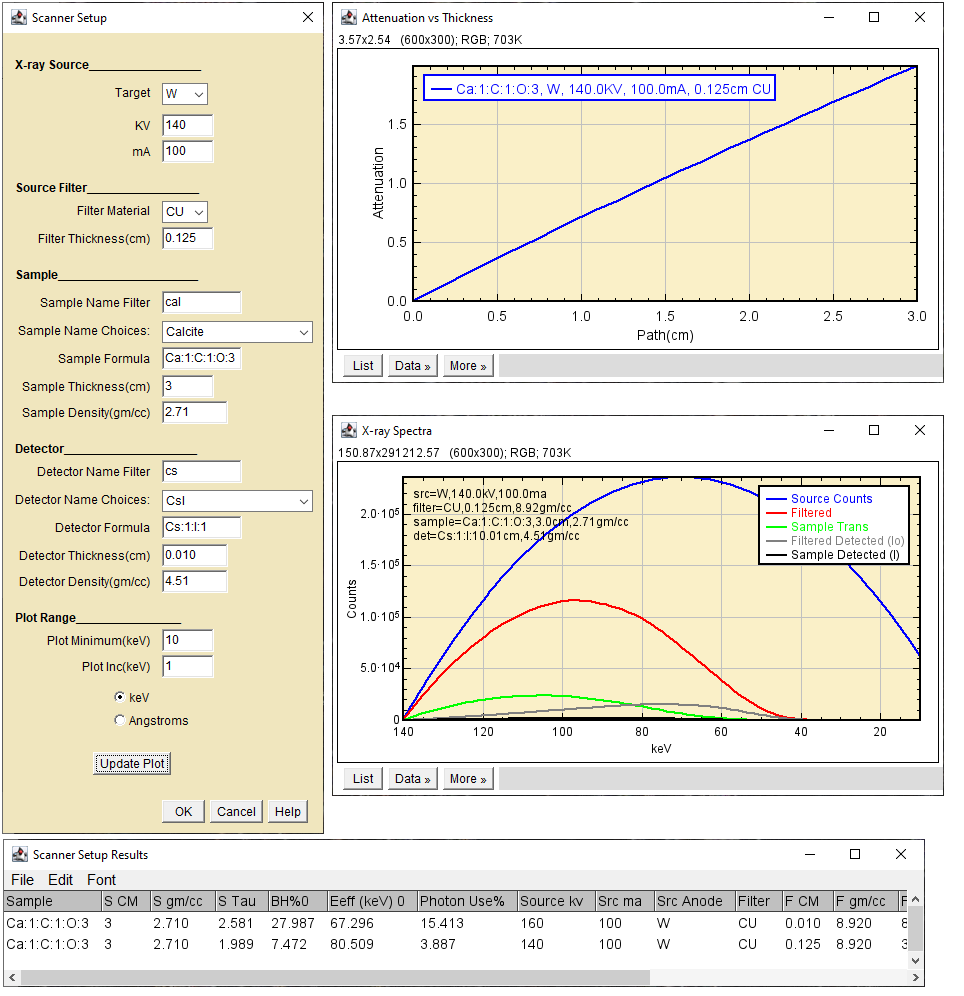 Scanner Setup
X-ray Source
Target W
KV 140
mA 100
Source Filter
Filter Material CU
Filter Thickness(cm) 0.125
Sample
Sample Name Filter cal
Sample Name Choices: Calcite
Sample Formula Ca:1:C:1:O:3
Sample Thickness(cm) 3
Sample Density(gm/cc) 2.71
Detector
Detector Name Filter cs
Detector Name Choices: CsI
Detector Formula Cs:1:I:1
Detector Thickness(cm) 0.010
Detector Density(gm/cc) 4.51
Plot Range
Plot Minimum(keV) 10
Plot Inc(keV) 1
keV
Angstroms
Update Plot
OK Cancel Help
Attenuation vs Thickness
3.57x2.54 (600x300); RGB; 703K
Ca:1:C:1:O:3, W, 140.0KV, 100.0mA, 0.125cm CU
Attenuation
1.5
1.0
0.5
0.0
0.0 0.5 1.0 1.5 2.0 2.5 3.0
Path(cm)
List Data » More »
X-ray Spectra
150.87x291212.57 (600x300); RGB; 703K
src=W,140.0kV,100.0ma
filter=CU,0.125cm,8.92gm/cc
sample=Ca:1:C:1:O:3,3.0cm,2.71gm/cc
det=Cs:1:I:10.01cm,4.51gm/cc
Source Counts
Filtered
Sample Trans
Filtered Detected (Io)
Sample Detected (I)
Counts
2.0·10⁵
1.5·10⁵
1.0·10⁵
5.0·10⁴
0
140 120 100 80 60 40 20
keV
List Data » More »
Scanner Setup Results
File Edit Font
Sample S CM S gm/cc S Tau BH%0 Eeff (keV) 0 Photon Use% Source kv Src ma Src Anode Filter F CM F gm/cc F
Ca:1:C:1:O:3 3 2.710 2.581 27.987 67.296 15.413 160 100 W CU 0.010 8.920 8
Ca:1:C:1:O:3 3 2.710 1.989 7.472 80.509 3.887 140 100 W CU 0.125 8.920 3